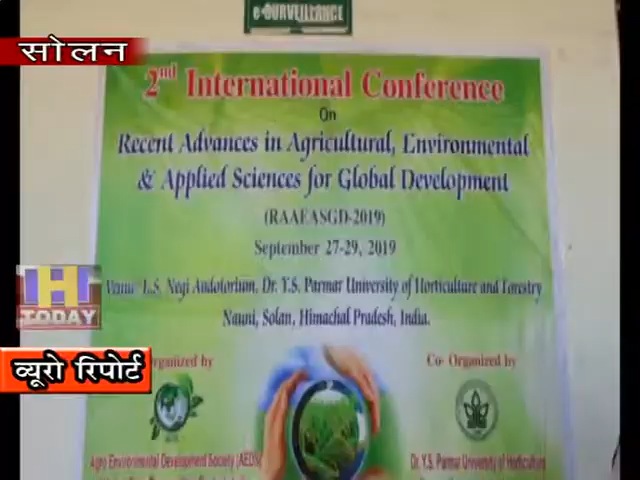 e-SURVEILLANCE
सोलन
2nd International Conference
On
Recent Advances in Agricultural, Environmental
& Applied Sciences for Global Development
(RAAEASGD-2019)
September 27-29, 2019
Venue L.S. Negi Audotorium, Dr. Y.S. Parmar University of Horticulture and Forestry
Nauni, Solan, Himachal Pradesh, India.
H
TODAY
व्यूरो रिपोर्ट
rganized by
Co- Organized by
Agro Environmental Development Society (AEDS)
Dr. Y.S. Parmar University of Horticulture